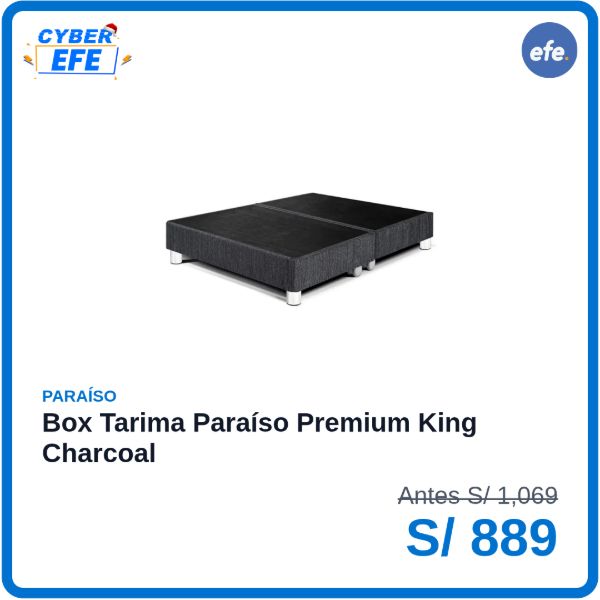 CYBER
EFE
efe.
PARAÍSO
Box Tarima Paraíso Premium King
Charcoal
Antes S/ 1,069
S/ 889